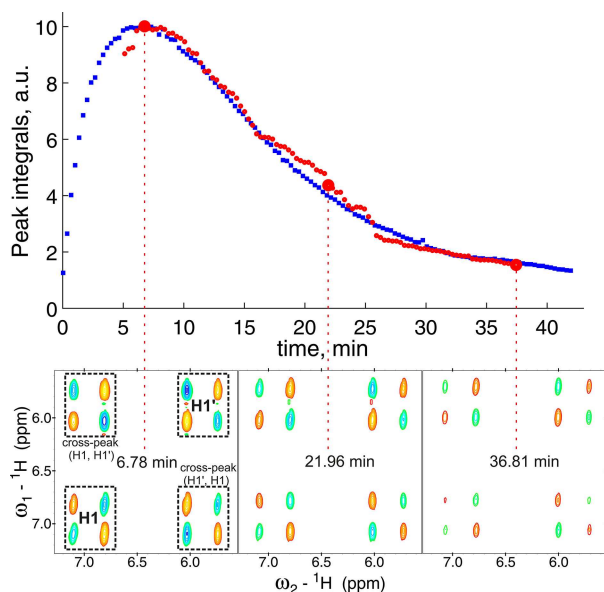 Peak integrals, a.u.
10
8
6
4
2
0
0 5 10 15 20 25 30 35 40
time, min
H1'
cross-peak
(H1, H1')
6.78 min
cross-peak
(H1', H1)
H1
21.96 min
36.81 min
ω₁ - ¹H (ppm)
6.0
6.5
7.0
7.0 6.5 6.0 7.0 6.5 6.0 7.0 6.5 6.0
ω₂ - ¹H (ppm)